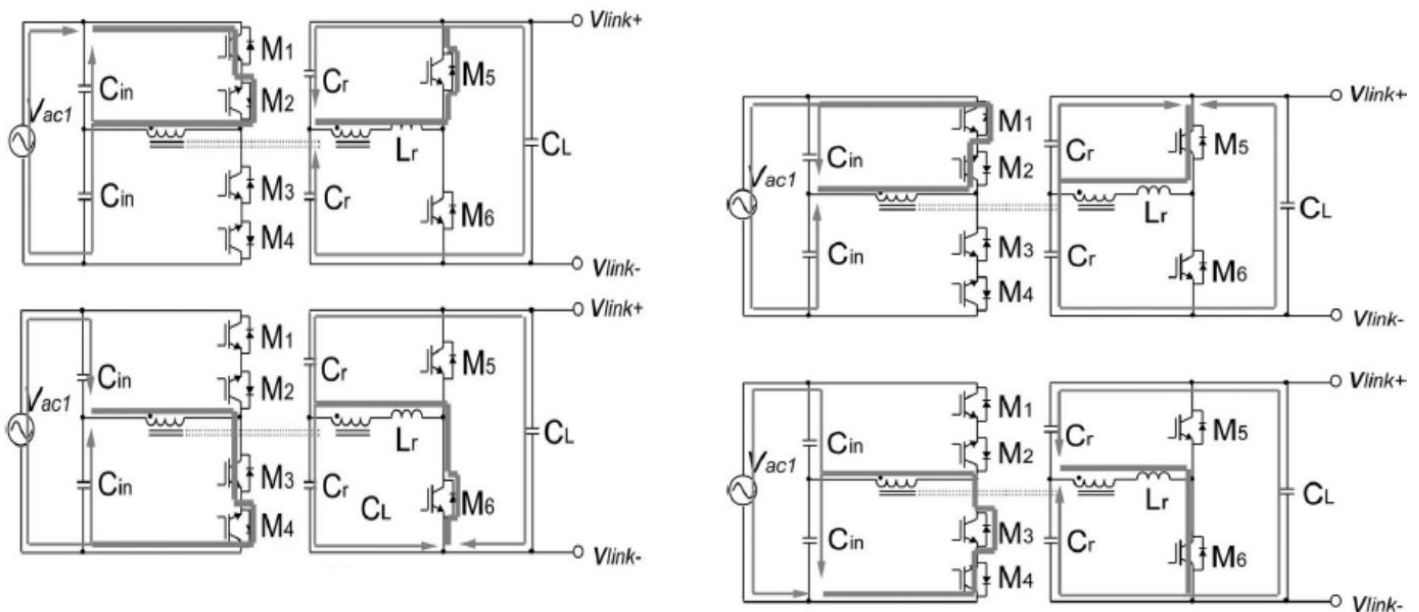 Vlink+
M1
Cr
M5
Cin
M2
Vac1
Lr
CL
M3
Cin
Cr
M6
M4
Vlink-
Vlink+
M1
Cr
M5
Cin
M2
Vac1
Lr
CL
M3
Cin
Cr
CL
M6
M4
Vlink-
Vlink+
M1
Cr
M5
Cin
M2
Vac1
Lr
CL
M3
Cin
Cr
M6
M4
Vlink-
Vlink+
M1
Cr
M5
Cin
M2
Vac1
Lr
CL
Cin
M3
Cr
M6
M4
Vlink-